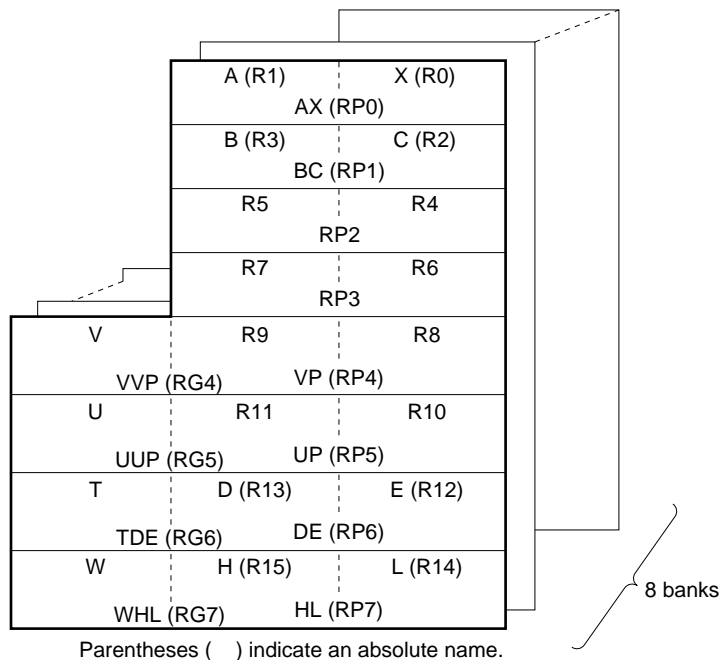 A (R1) X (R0)
AX (RP0)
B (R3) C (R2)
BC (RP1)
R5 R4
RP2
R7 R6
RP3
V R9 R8
VVP (RG4) VP (RP4)
U R11 R10
UUP (RG5) UP (RP5)
T D (R13) E (R12)
TDE (RG6) DE (RP6)
W H (R15) L (R14)
WHL (RG7) HL (RP7)
8 banks
Parentheses ( ) indicate an absolute name.